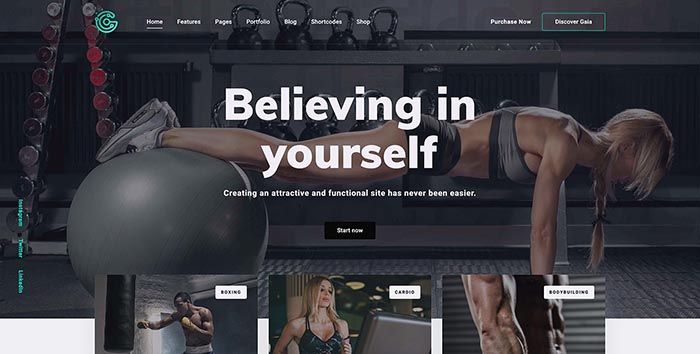 Home Features Pages Portfolio Blog Shortcodes Shop Purchase Now Discover Gaia
Believing in
yourself
Creating an attractive and functional site has never been easier.
Start now
Instagram
Twitter
Linkedin
BOXING
CARDIO
BODYBUILDING